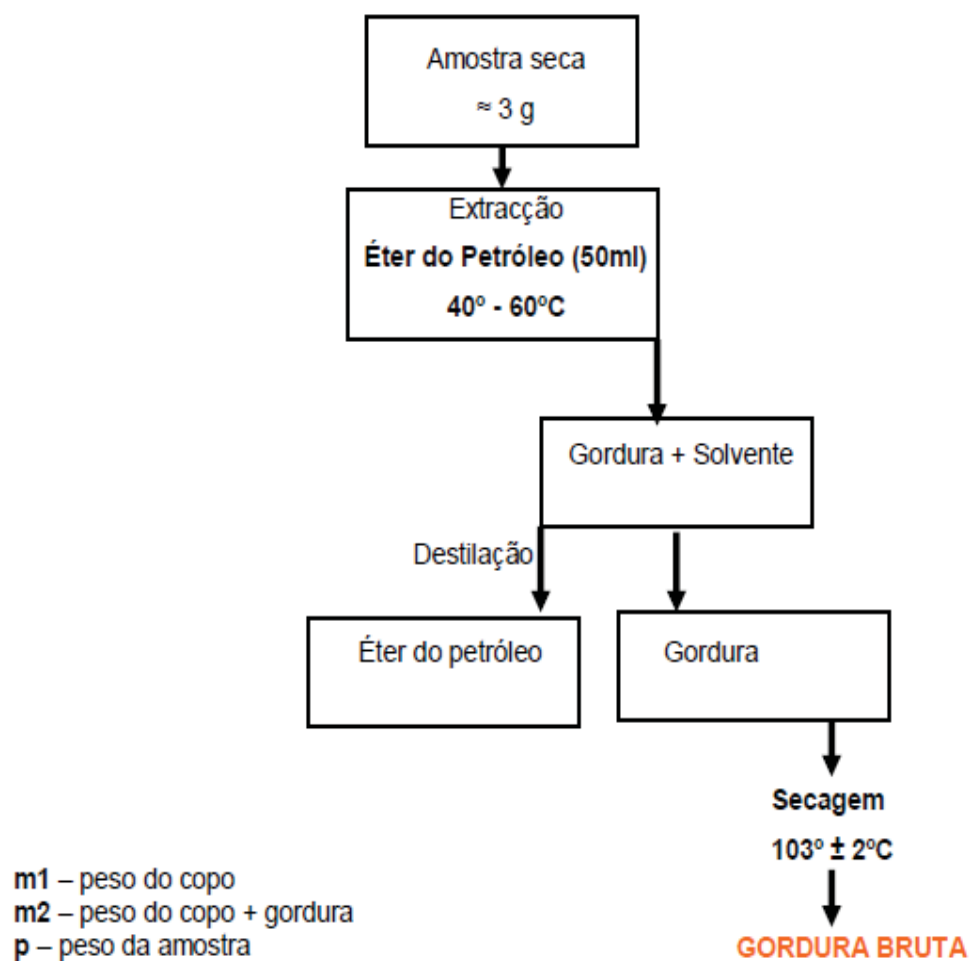 Amostra seca
≈ 3 g
Extracção
Éter do Petróleo (50ml)
40º - 60ºC
Gordura + Solvente
Destilação
Éter do petróleo
Gordura
Secagem
103º ± 2ºC
GORDURA BRUTA
m1 – peso do copo
m2 – peso do copo + gordura
p – peso da amostra